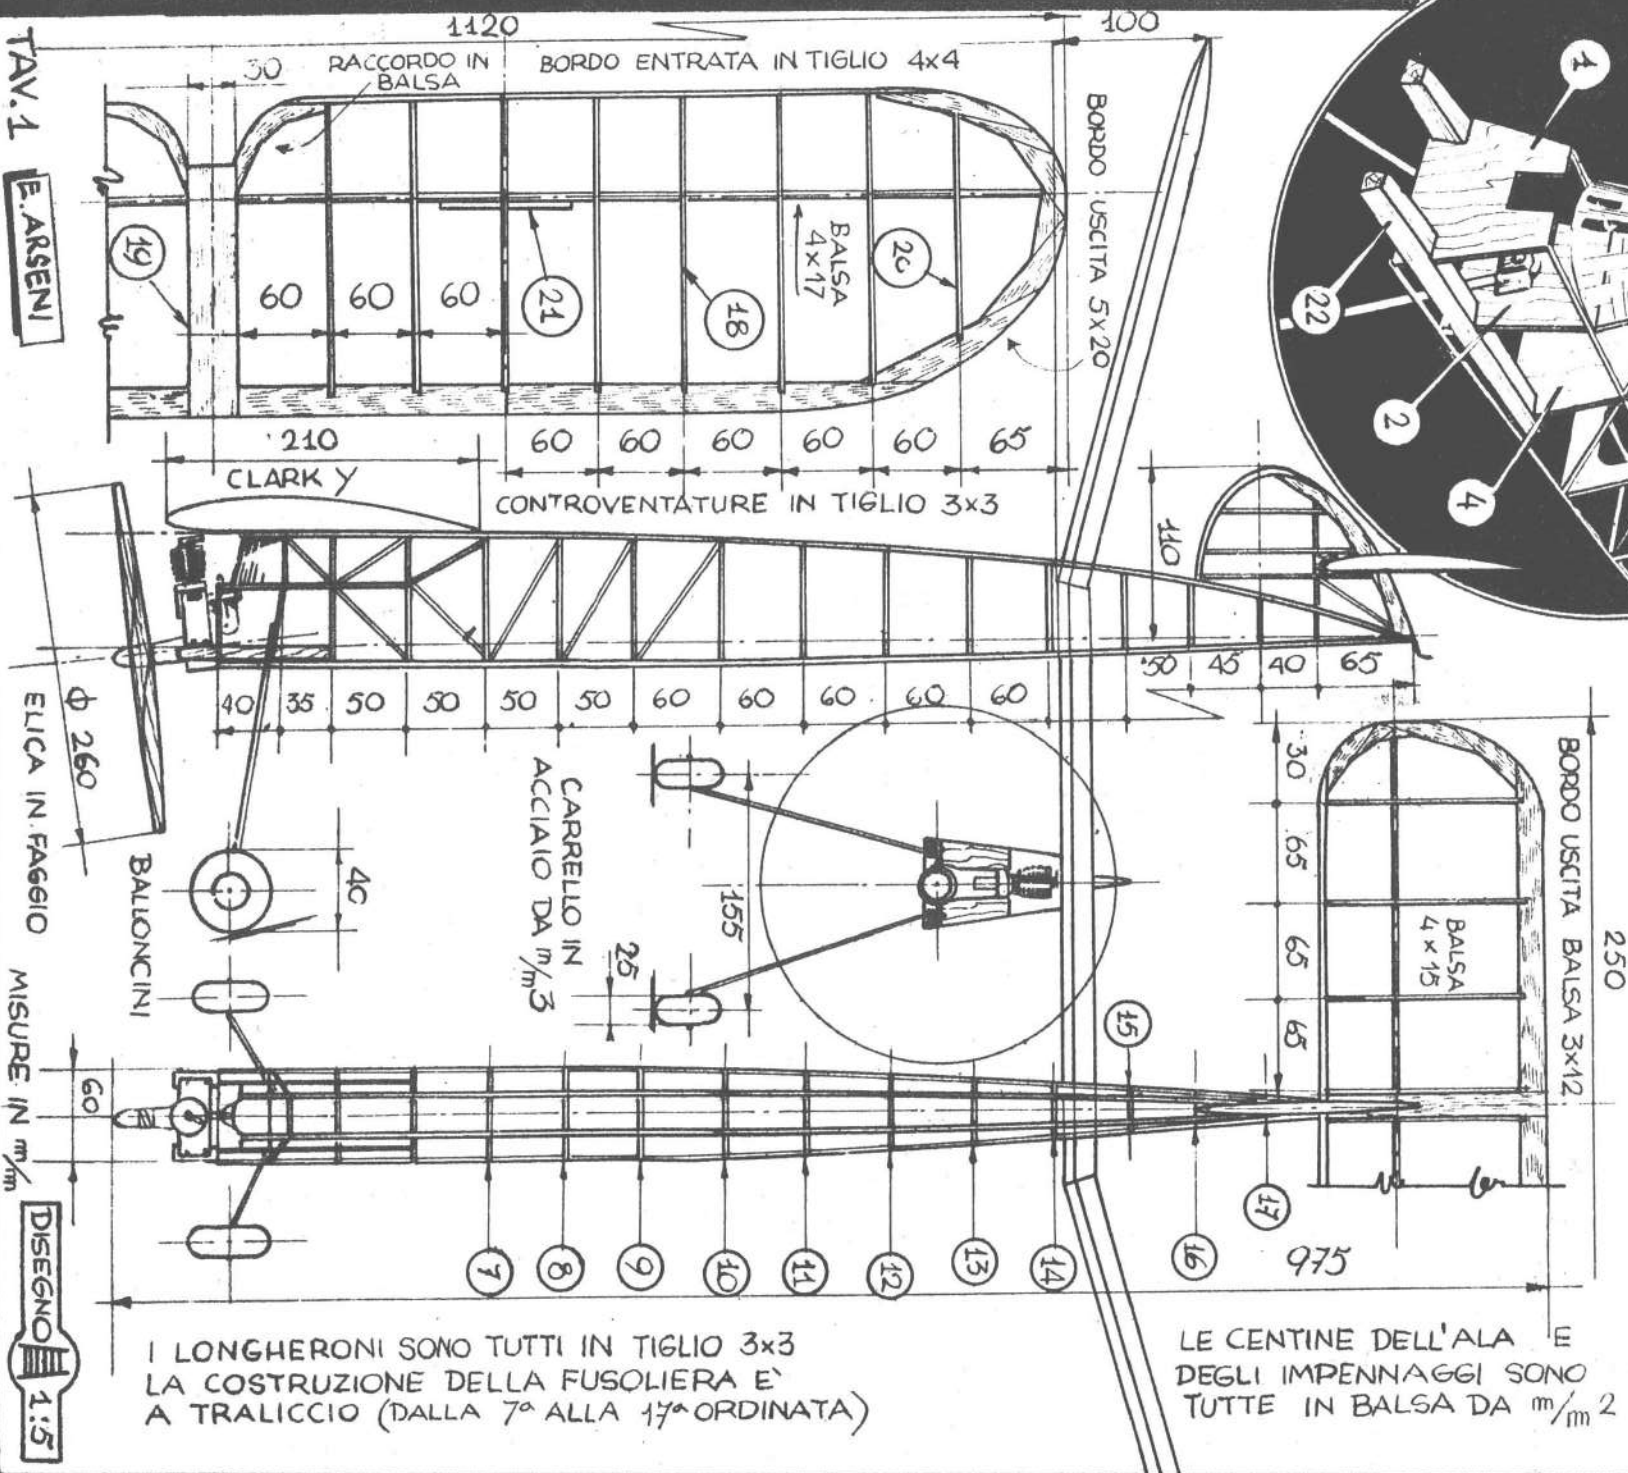 1120
100
30
RACCORDO IN
BALSA
BORDO ENTRATA IN TIGLIO 4x4
TAV.1
E. ARSENI
BORDO USCITA 5x20
1
22
2
4
19
60
60
60
21
18
BALSA
4x17
20
210
CLARK Y
60
60
60
60
60
65
CONTROVENTATURE IN TIGLIO 3x3
110
40
35
50
50
50
50
60
60
60
60
60
50
45
40
65
Φ 260
ELICA IN FAGGIO
BALLONCINI
40
CARRELLO IN
ACCIAIO DA m/m3
155
25
30
65
65
65
BALSA
4x15
BORDO USCITA BALSA 3x12
250
60
MISURE IN m/m
15
17
7
8
9
10
11
12
13
14
16
975
DISEGNO 1:5
I LONGHERONI SONO TUTTI IN TIGLIO 3x3
LA COSTRUZIONE DELLA FUSOLIERA E'
A TRALICCIO (DALLA 7a ALLA 17a ORDINATA)
LE CENTINE DELL'ALA E
DEGLI IMPENNAGGI SONO
TUTTE IN BALSA DA m/m 2